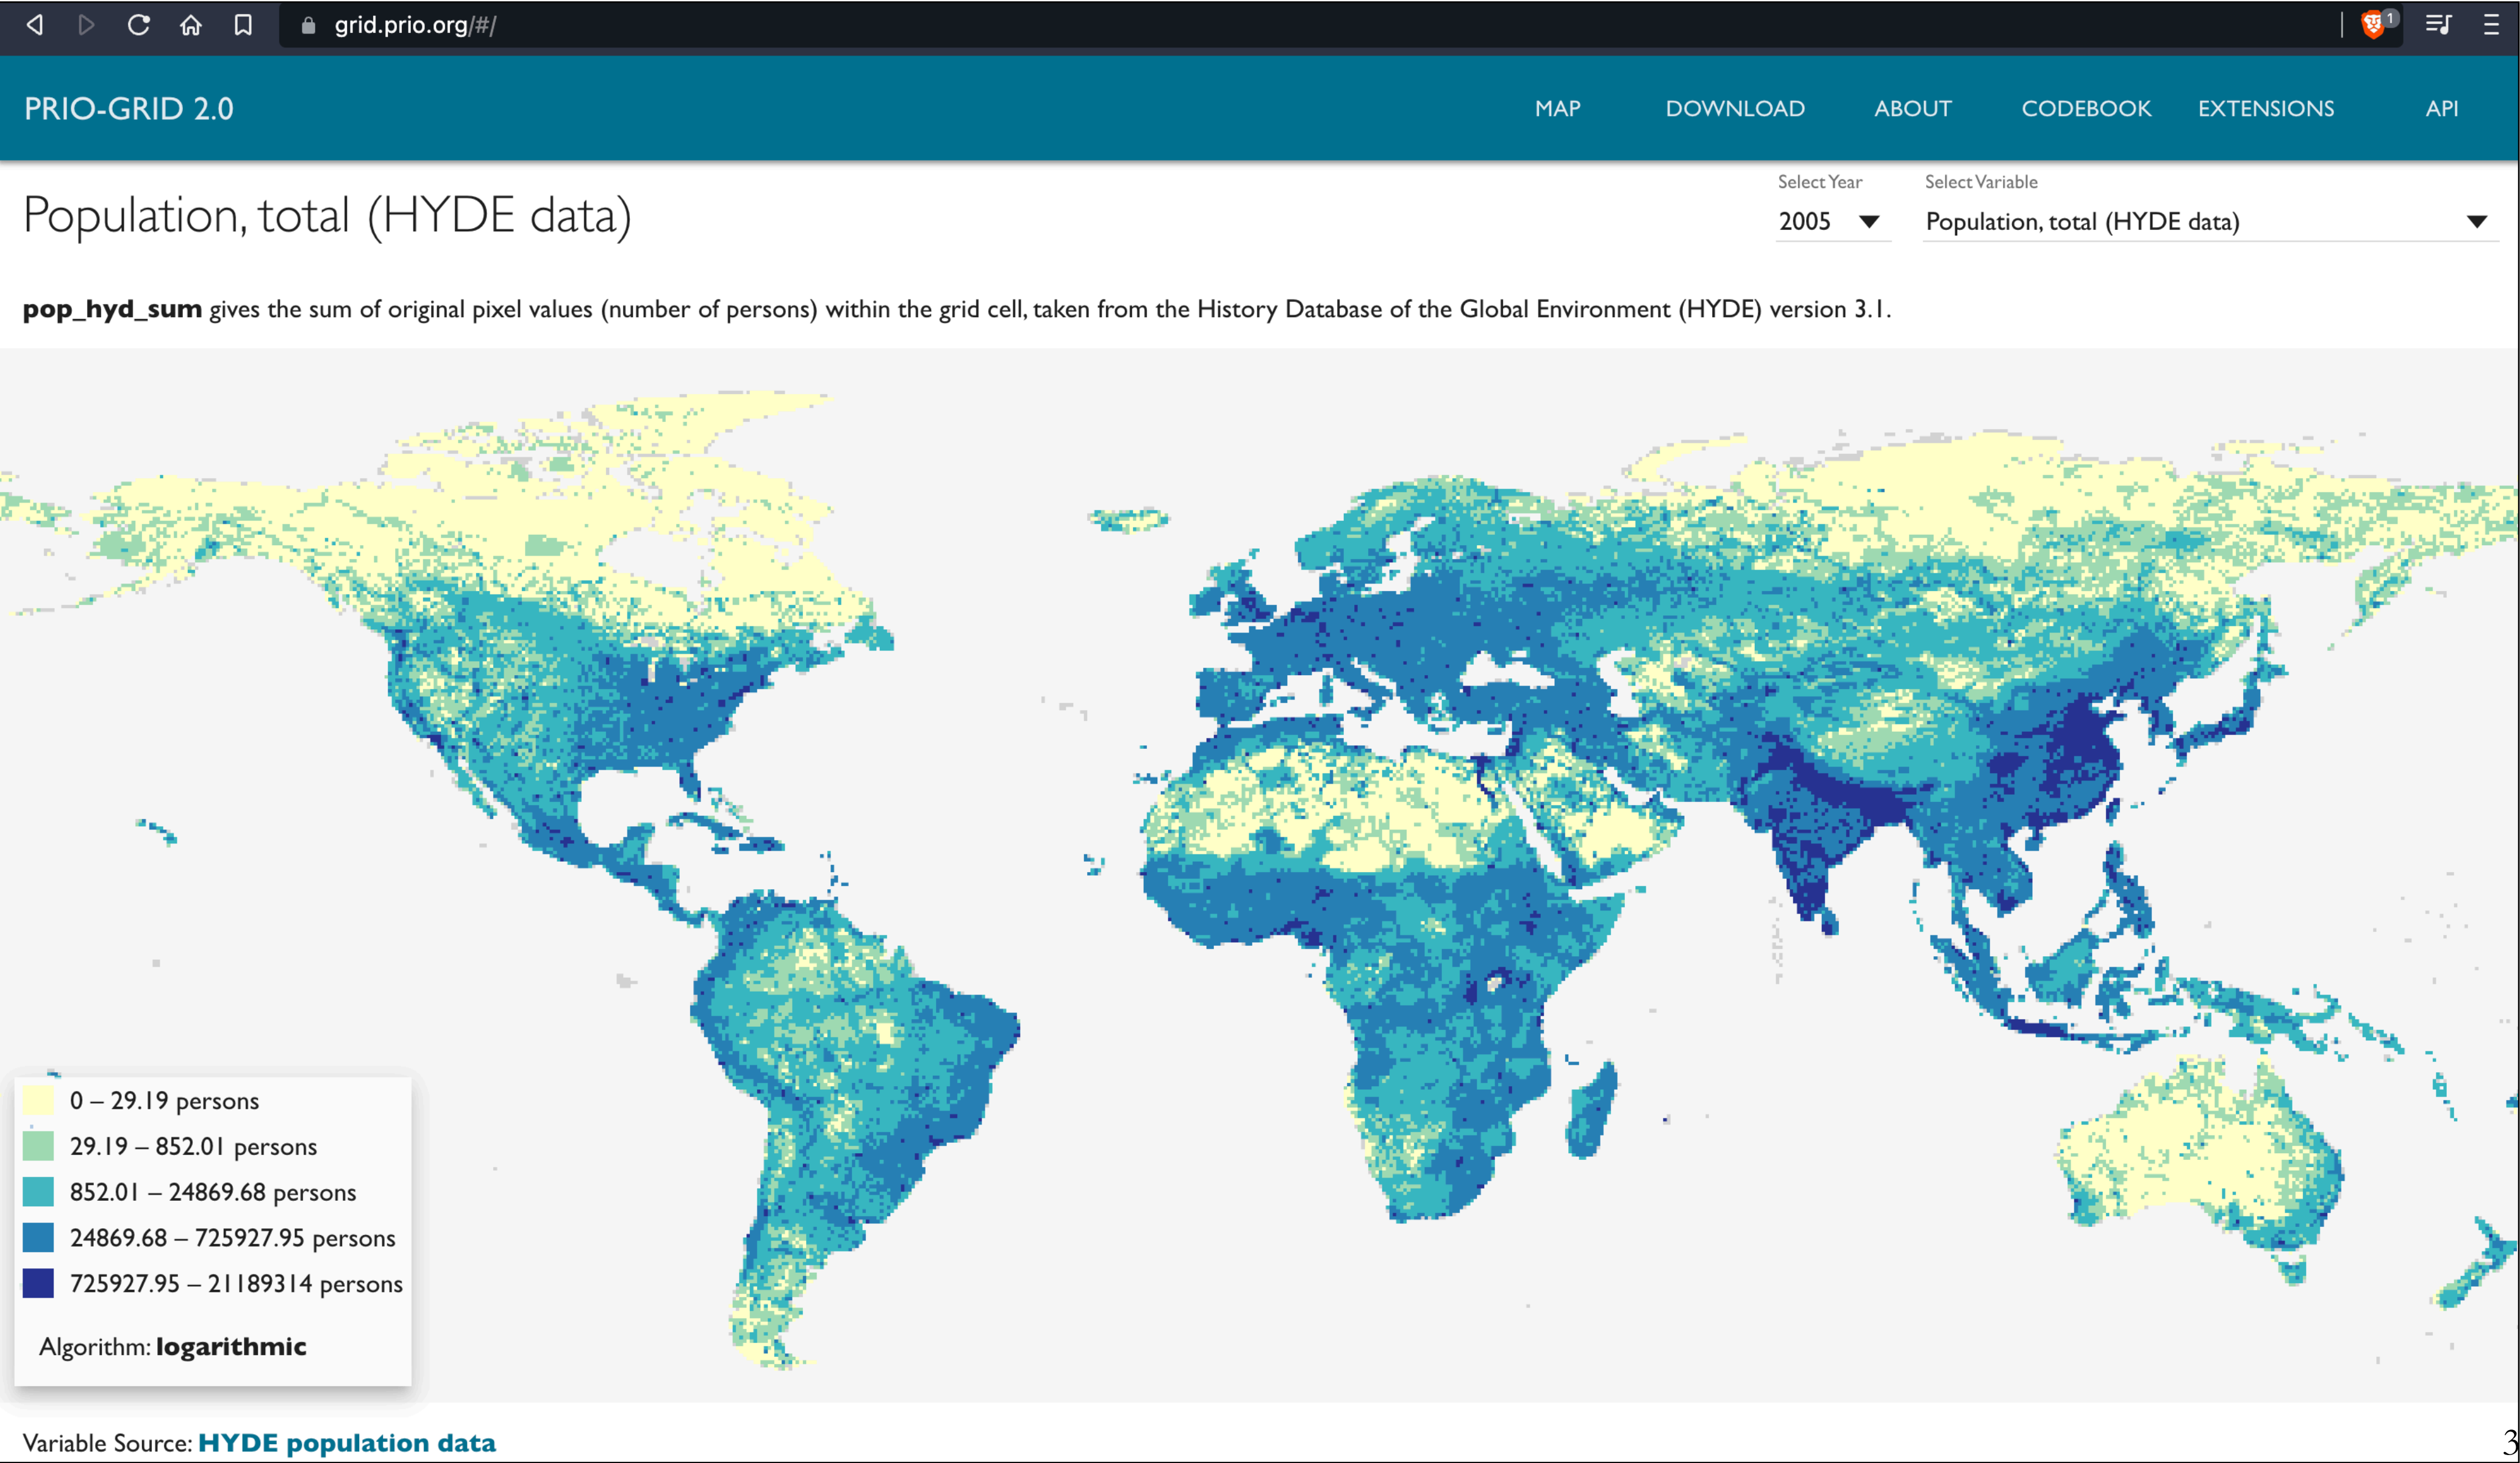 grid.prio.org/#/
1
PRIO-GRID 2.0
MAP DOWNLOAD ABOUT CODEBOOK EXTENSIONS API
Population, total (HYDE data)
Select Year
2005
Select Variable
Population, total (HYDE data)
pop_hyd_sum gives the sum of original pixel values (number of persons) within the grid cell, taken from the History Database of the Global Environment (HYDE) version 3.1.
0 – 29.19 persons
29.19 – 852.01 persons
852.01 – 24869.68 persons
24869.68 – 725927.95 persons
725927.95 – 21189314 persons
Algorithm: logarithmic
Variable Source: HYDE population data
3